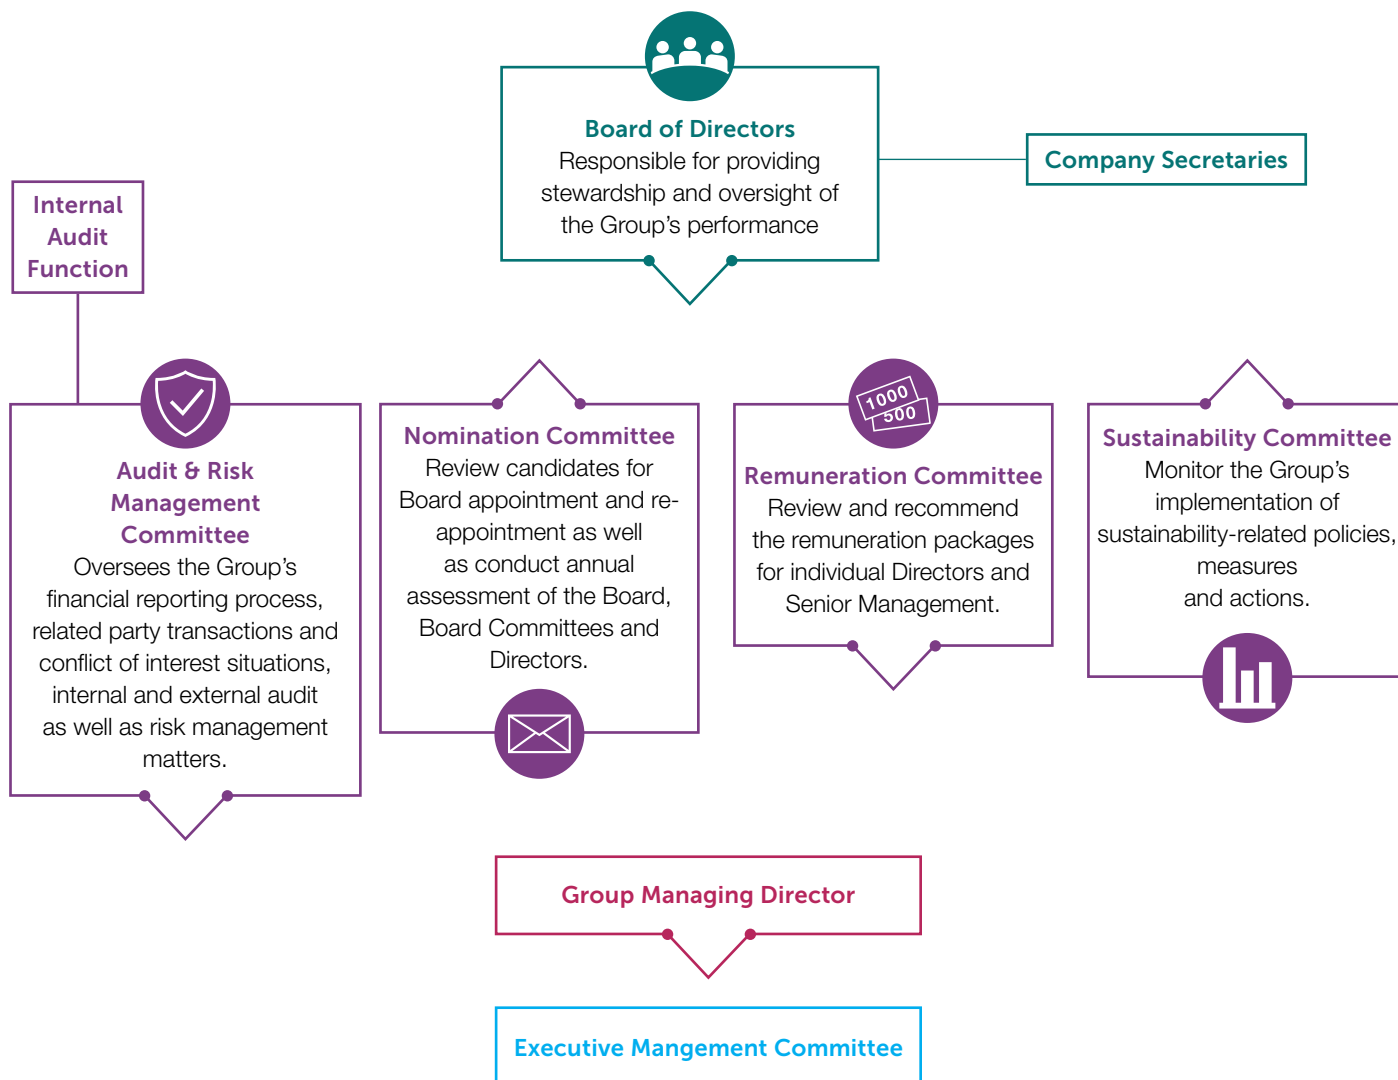 Board of Directors
Responsible for providing
stewardship and oversight of
the Group’s performance
Company Secretaries
Internal
Audit
Function
Audit & Risk
Management
Committee
Oversees the Group’s
financial reporting process,
related party transactions and
conflict of interest situations,
internal and external audit
as well as risk management
matters.
Nomination Committee
Review candidates for
Board appointment and re-
appointment as well
as conduct annual
assessment of the Board,
Board Committees and
Directors.
1000
500
Remuneration Committee
Review and recommend
the remuneration packages
for individual Directors and
Senior Management.
Sustainability Committee
Monitor the Group’s
implementation of
sustainability-related policies,
measures
and actions.
Group Managing Director
Executive Mangement Committee